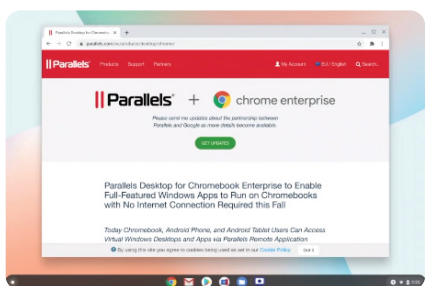 Parallels Desktop for Chromebo
parallels.com/eu/products/desktop/chrome/
Parallels Products Support Partners My Account EU / English Search...
Parallels + chrome enterprise
Please send me updates about the partnership between
Parallels and Google as more details become available.
GET UPDATES
Parallels Desktop for Chromebook Enterprise to Enable
Full-Featured Windows Apps to Run on Chromebooks
with No Internet Connection Required this Fall
Today Chromebook, Android Phone, and Android Tablet Users Can Access
Virtual Windows Desktops and Apps via Parallels Remote Application
By using this site you agree to cookies being used as set in our Cookie Policy. Got it